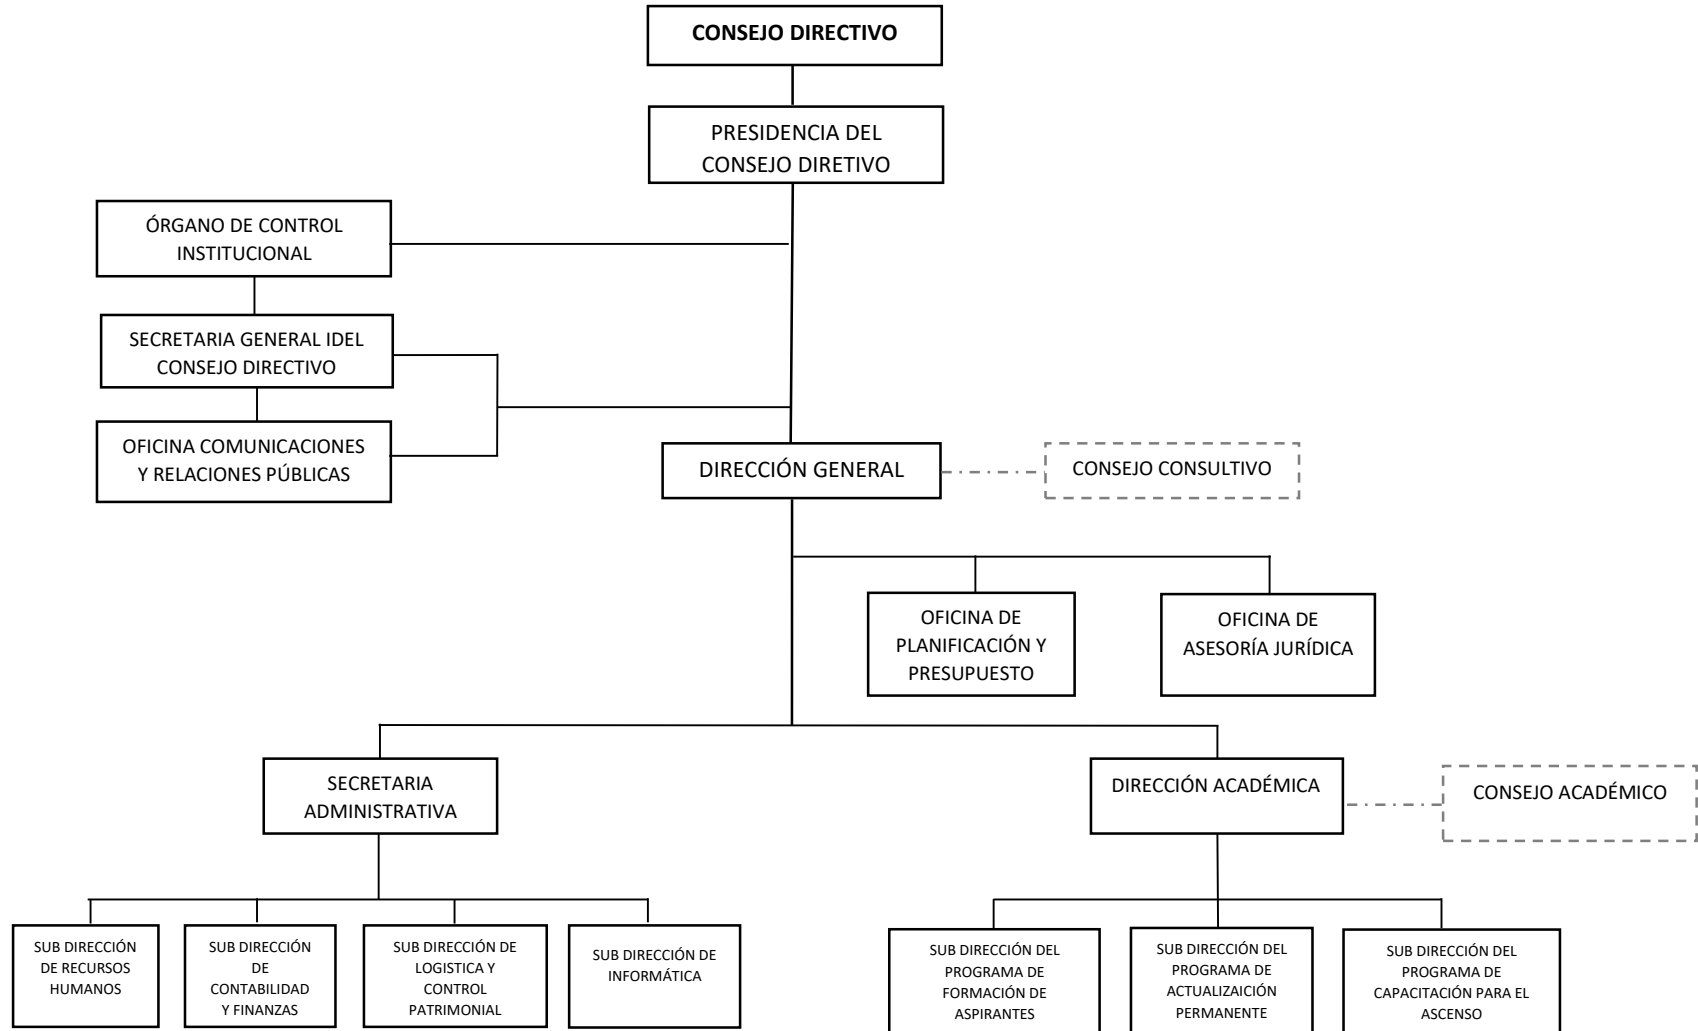 CONSEJO DIRECTIVO
PRESIDENCIA DEL
CONSEJO DIRETIVO
ÓRGANO DE CONTROL
INSTITUCIONAL
SECRETARIA GENERAL IDEL
CONSEJO DIRECTIVO
OFICINA COMUNICACIONES
Y RELACIONES PÚBLICAS
DIRECCIÓN GENERAL
CONSEJO CONSULTIVO
OFICINA DE
PLANIFICACIÓN Y
PRESUPUESTO
OFICINA DE
ASESORÍA JURÍDICA
SECRETARIA
ADMINISTRATIVA
DIRECCIÓN ACADÉMICA
CONSEJO ACADÉMICO
SUB DIRECCIÓN
DE RECURSOS
HUMANOS
SUB DIRECCIÓN
DE
CONTABILIDAD
Y FINANZAS
SUB DIRECCIÓN DE
LOGISTICA Y
CONTROL
PATRIMONIAL
SUB DIRECCIÓN DE
INFORMÁTICA
SUB DIRECCIÓN DEL
PROGRAMA DE
FORMACIÓN DE
ASPIRANTES
SUB DIRECCIÓN DEL
PROGRAMA DE
ACTUALIZAICIÓN
PERMANENTE
SUB DIRECCIÓN DEL
PROGRAMA DE
CAPACITACIÓN PARA EL
ASCENSO